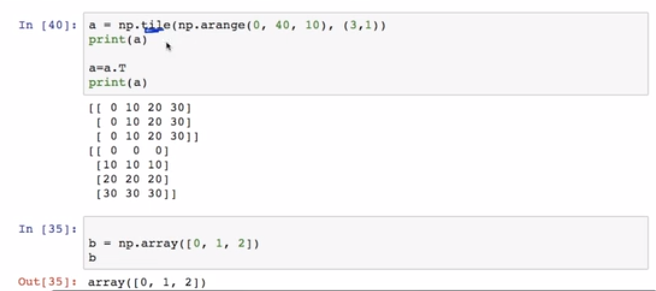 In [40]: a = np.tile(np.arange(0, 40, 10), (3,1))
print(a)
a=a.T
print(a)
[[ 0 10 20 30]
[ 0 10 20 30]
[ 0 10 20 30]]
[[ 0 0 0]
[10 10 10]
[20 20 20]
[30 30 30]]
In [35]:
b = np.array([0, 1, 2])
b
Out[35]: array([0, 1, 2])